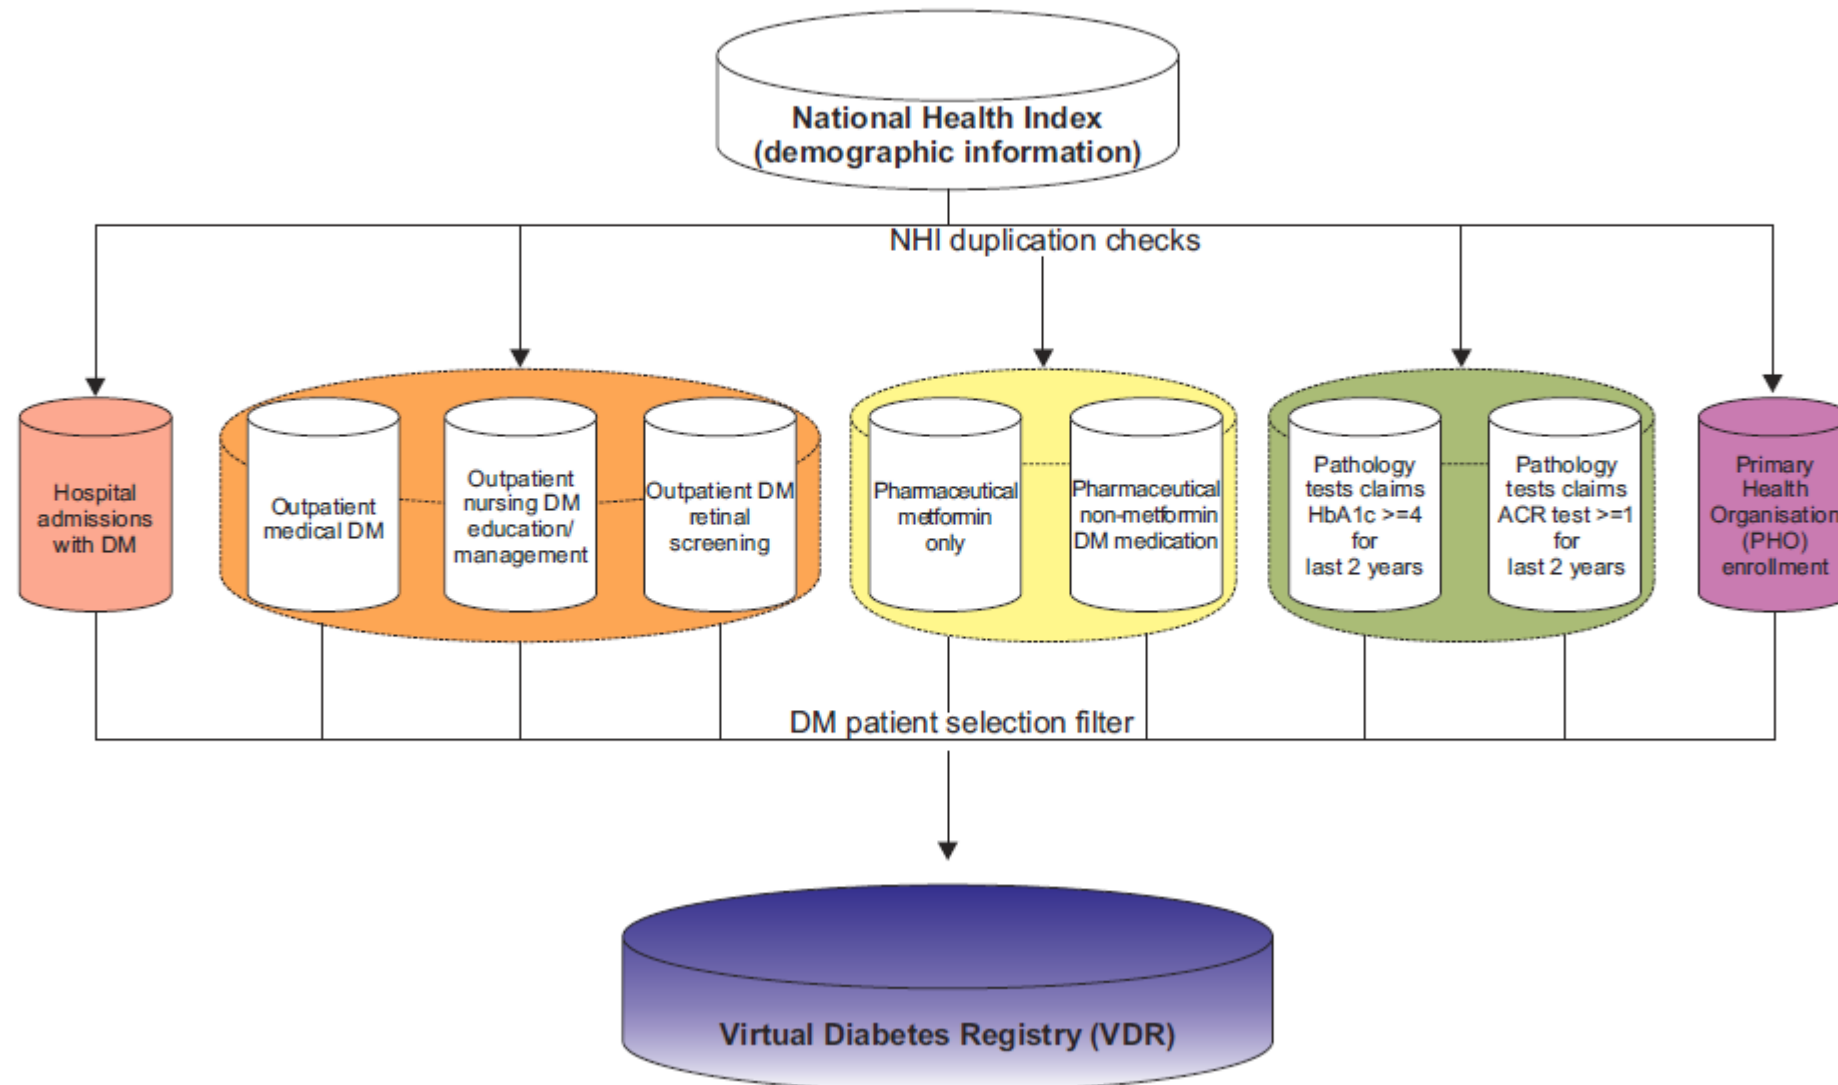 National Health Index
(demographic information)
NHI duplication checks
Hospital
admissions
with DM
Outpatient
medical DM
Outpatient
nursing DM
education/
management
Outpatient DM
retinal
screening
Pharmaceutical
metformin
only
Pharmaceutical
non-metformin
DM medication
Pathology
tests claims
HbA1c >=4
for
last 2 years
Pathology
tests claims
ACR test >=1
for
last 2 years
Primary
Health
Organisation
(PHO)
enrollment
DM patient selection filter
Virtual Diabetes Registry (VDR)